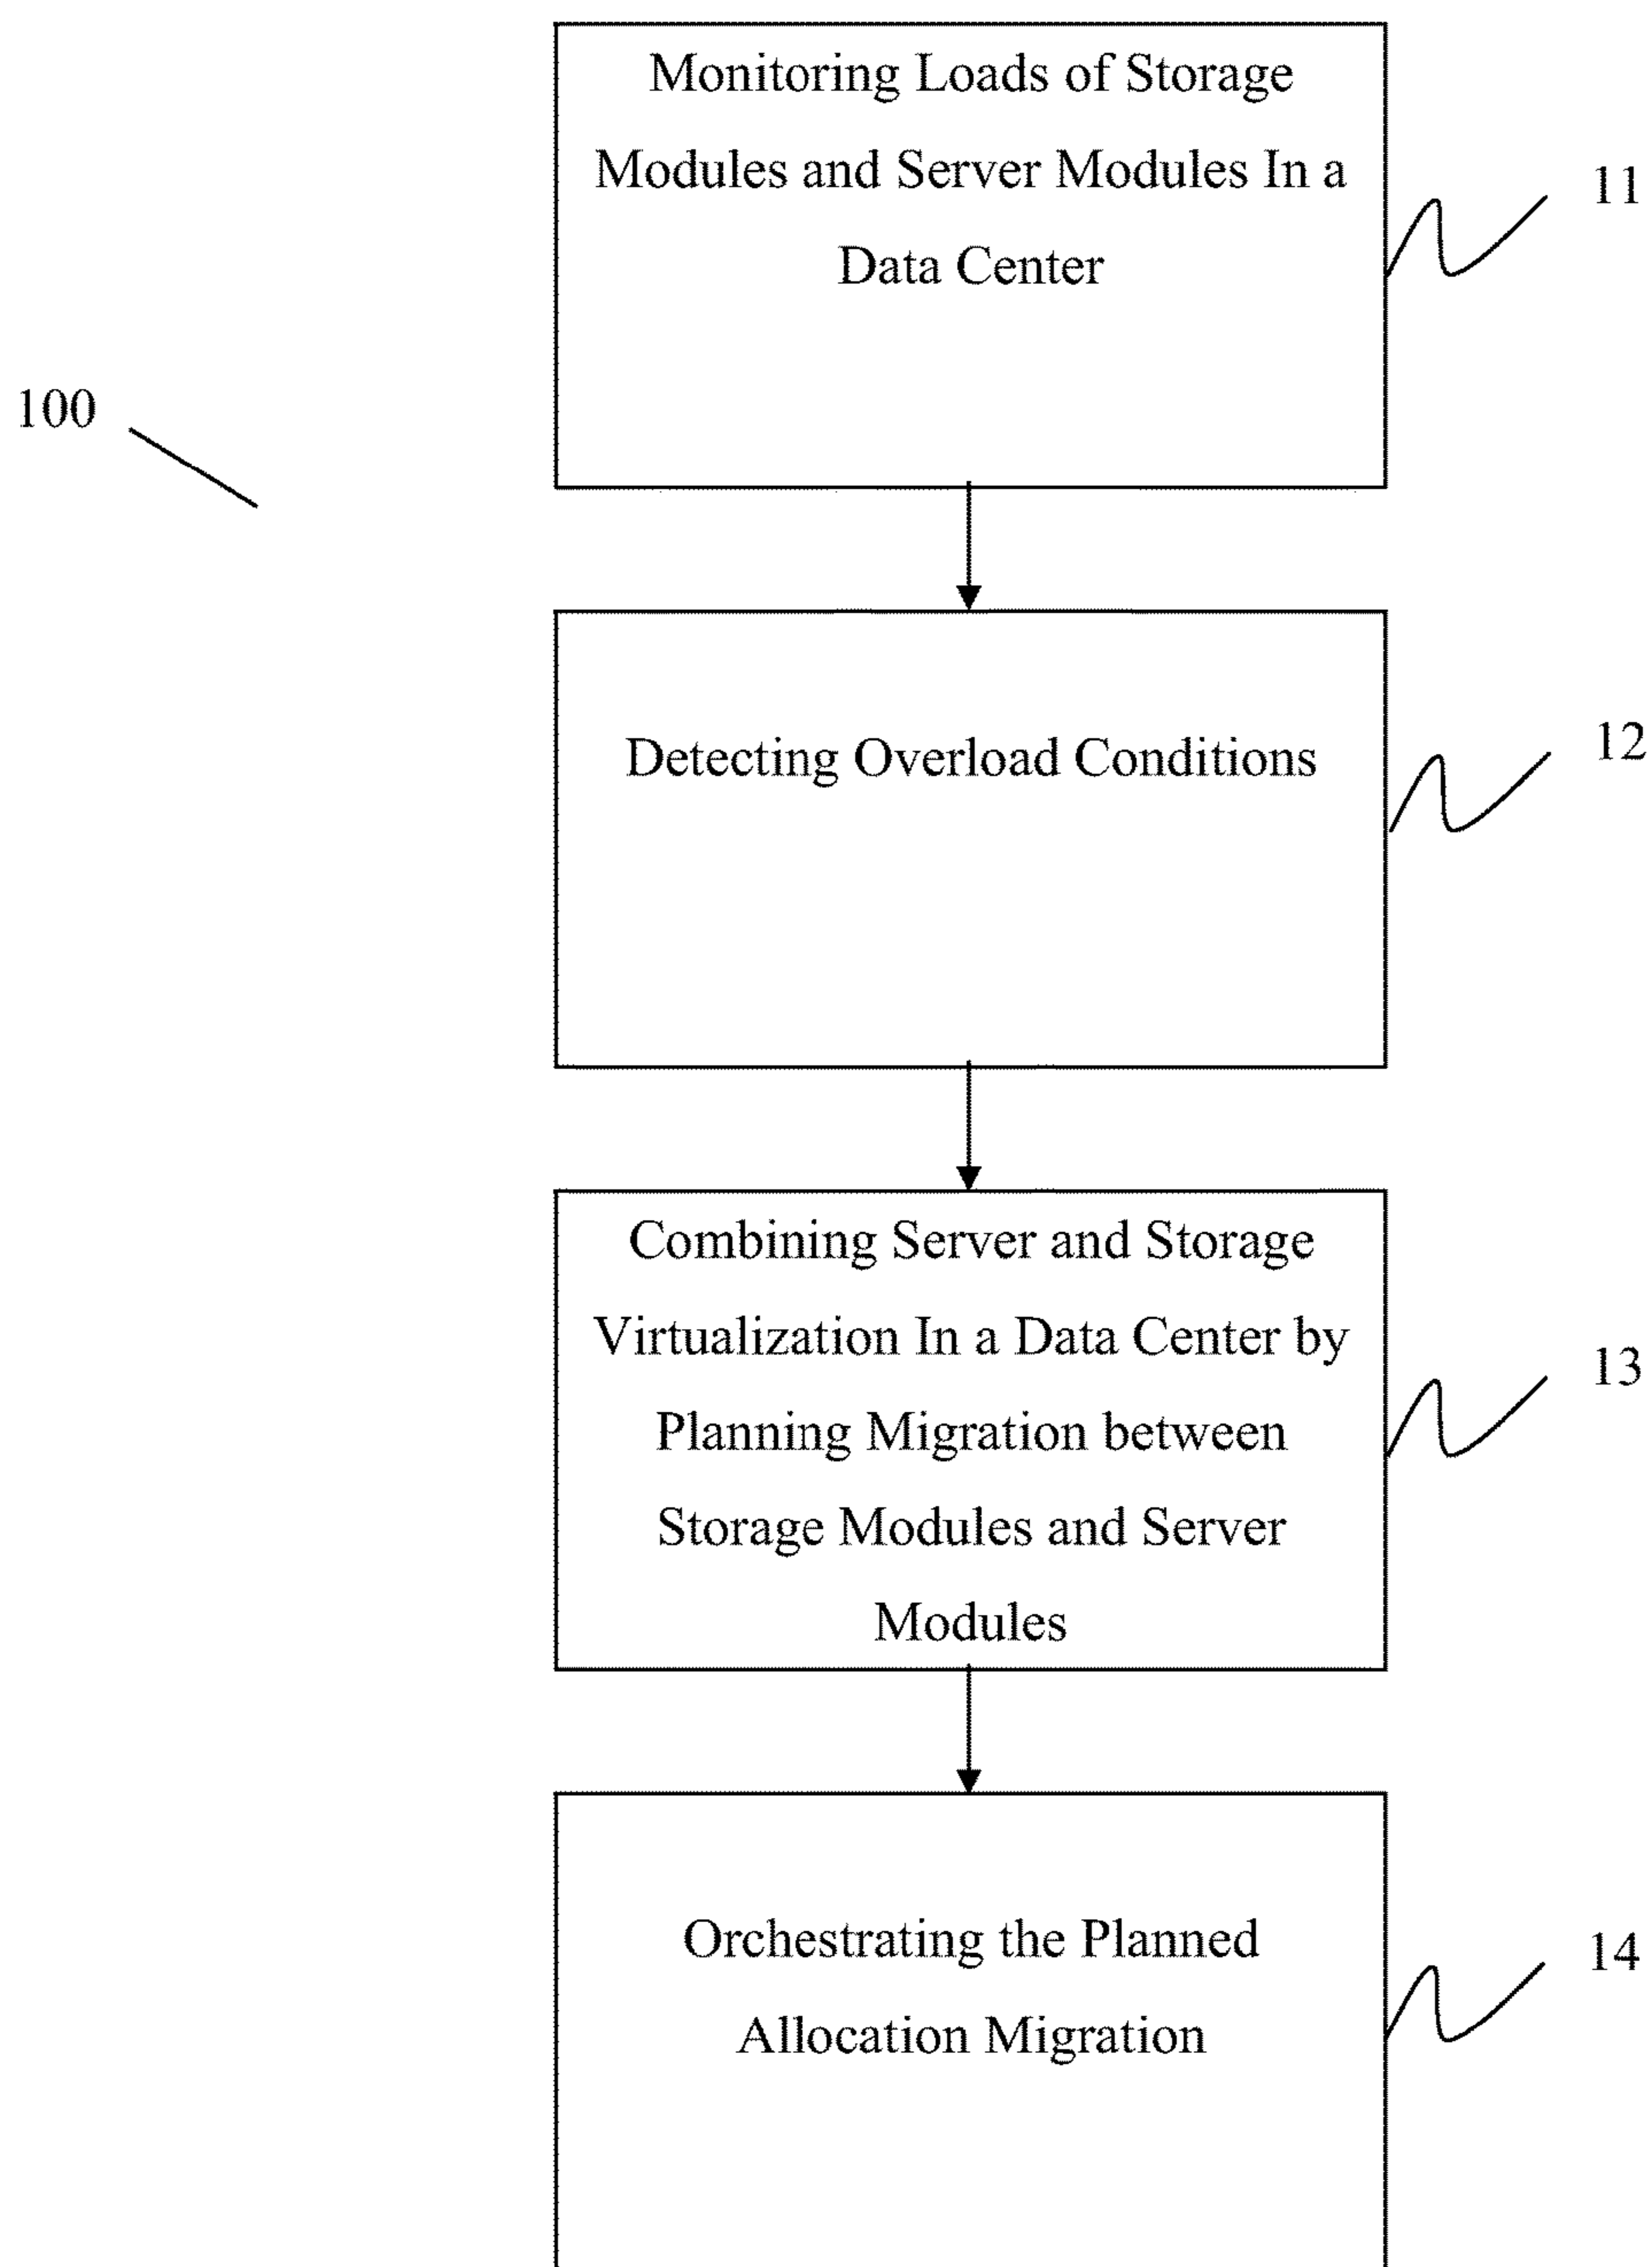 Monitoring Loads of Storage
Modules and Server Modules In a
Data Center
11
100
Detecting Overload Conditions
12
Combining Server and Storage
Virtualization In a Data Center by
Planning Migration between
Storage Modules and Server
Modules
13
Orchestrating the Planned
Allocation Migration
14